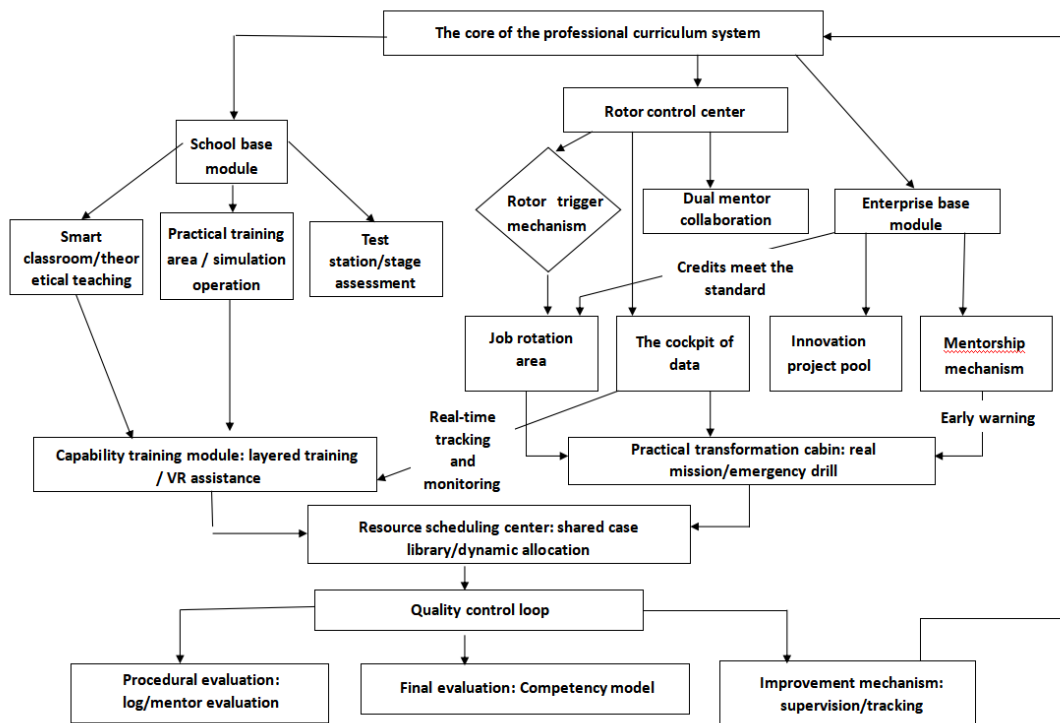 The core of the professional curriculum system
Rotor control center
School base
module
Rotor trigger
mechanism
Dual mentor
collaboration
Enterprise base
module
Smart
classroom/theor
etical teaching
Practical training
area / simulation
operation
Test
station/stage
assessment
Credits meet the
standard
Job rotation
area
The cockpit of
data
Innovation
project pool
Mentorship
mechanism
Real-time
tracking
and
monitoring
Early warning
Capability training module: layered training
/ VR assistance
Practical transformation cabin: real
mission/emergency drill
Resource scheduling center: shared case
library/dynamic allocation
Quality control loop
Procedural evaluation:
log/mentor evaluation
Final evaluation: Competency model
Improvement mechanism:
supervision/tracking